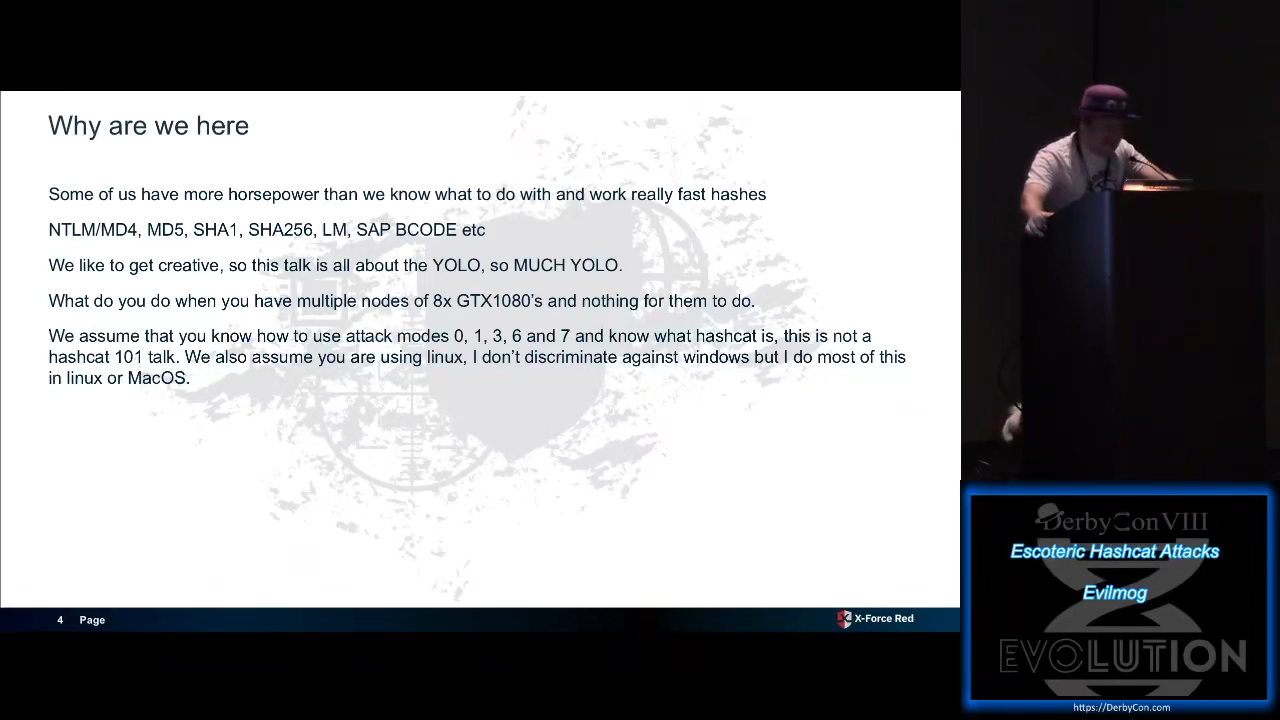 Why are we here
Some of us have more horsepower than we know what to do with and work really fast hashes
NTLM/MD4, MD5, SHA1, SHA256, LM, SAP BCODE etc
We like to get creative, so this talk is all about the YOLO, so MUCH YOLO.
What do you do when you have multiple nodes of 8x GTX1080's and nothing for them to do.
We assume that you know how to use attack modes 0, 1, 3, 6 and 7 and know what hashcat is, this is not a
hashcat 101 talk. We also assume you are using linux, I don't discriminate against windows but I do most of this
in linux or MacOS.
4 Page
X-Force Red
DerbyCon VIII
Escoteric Hashcat Attacks
Evilmog
EVOLUTION
https://DerbyCon.com